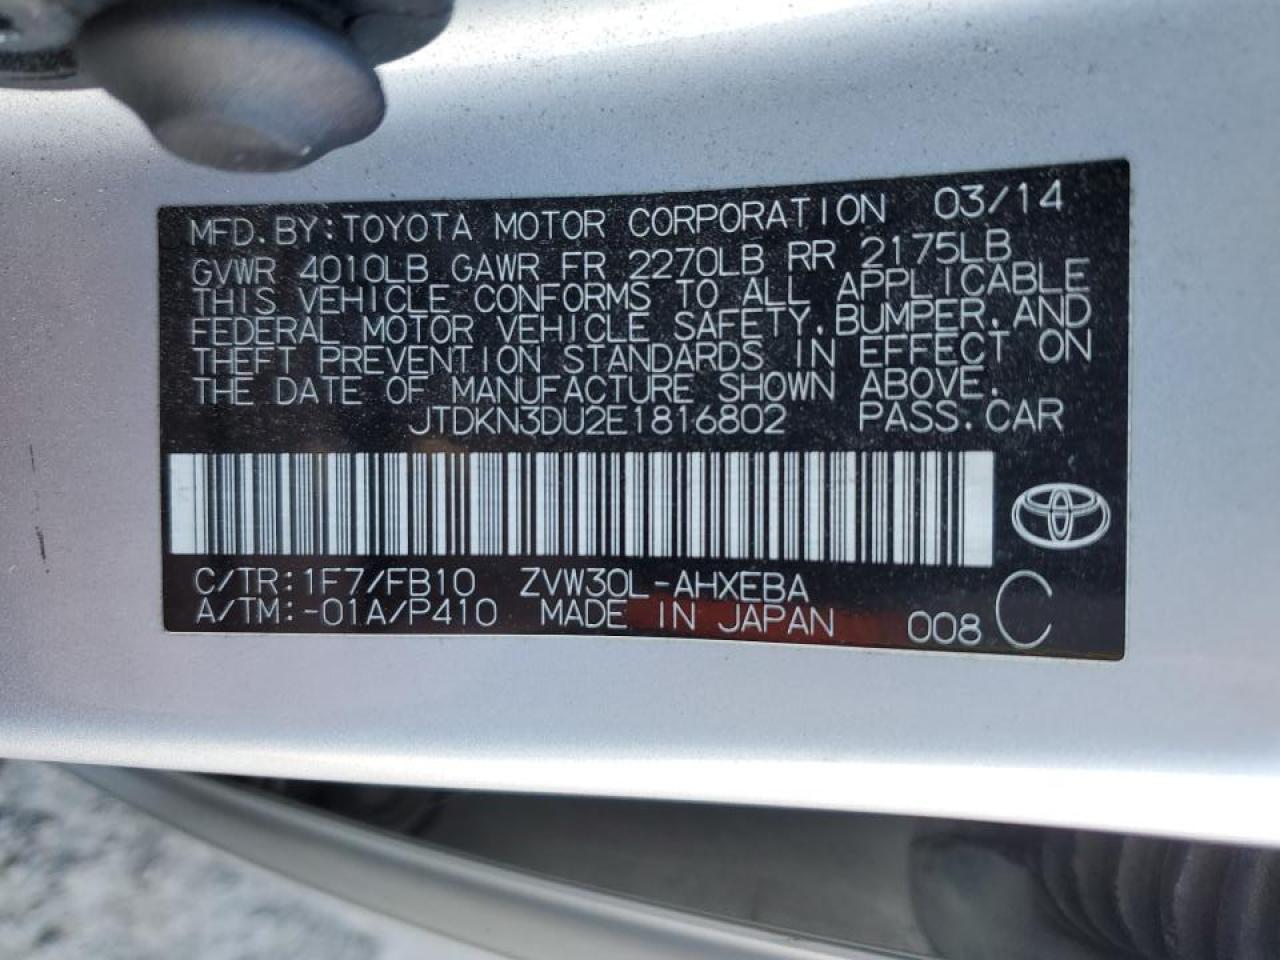 MFD. BY: TOYOTA MOTOR CORPORATION 03/14
GVWR 4010LB GAWR FR 2270LB RR 2175LB
THIS VEHICLE CONFORMS TO ALL APPLICABLE
FEDERAL MOTOR VEHICLE SAFETY, BUMPER, AND
THEFT PREVENTION STANDARDS IN EFFECT ON
THE DATE OF MANUFACTURE SHOWN ABOVE.
JTDKN3DU2E1816802 PASS. CAR
C/TR: 1F7/FB10 ZVW30L-AHXEBA
A/TM: -01A/P410 MADE IN JAPAN 008 C